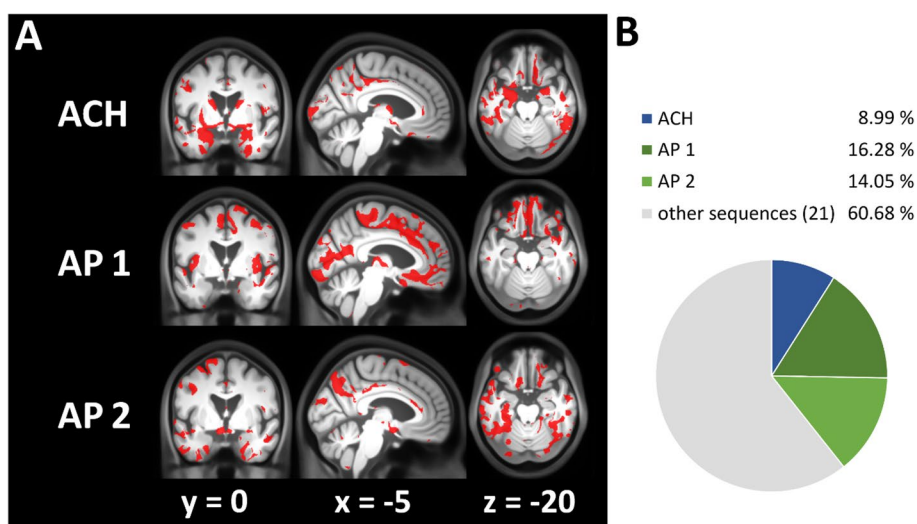 A
ACH
AP 1
AP 2
y = 0 x = -5 z = -20
B
ACH 8.99 %
AP 1 16.28 %
AP 2 14.05 %
other sequences (21) 60.68 %